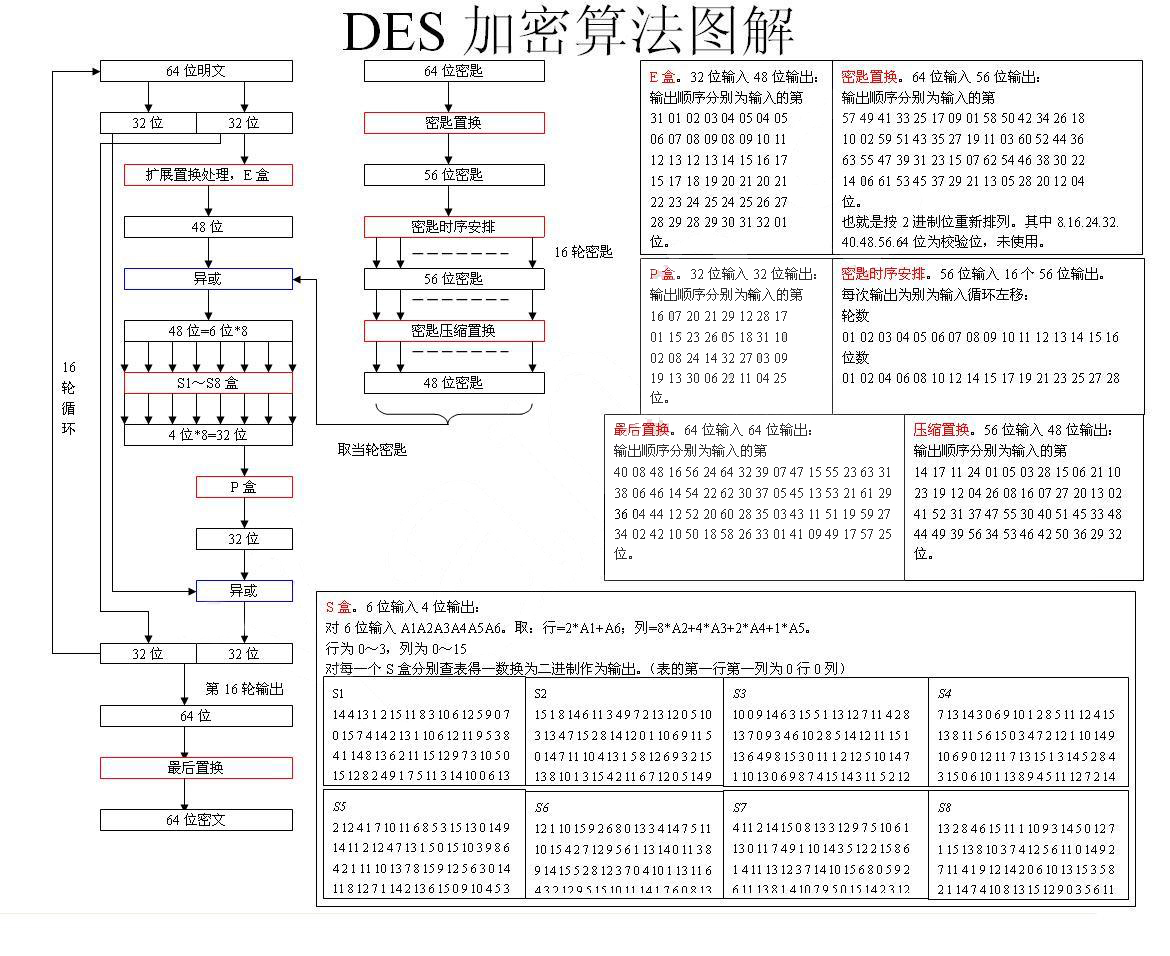 DES 加密算法图解
64 位明文
32 位
32 位
扩展置换处理，E 盒
48 位
异或
48 位=6 位*8
S1～S8 盒
4 位*8=32 位
P 盒
32 位
异或
32 位
32 位
第 16 轮输出
64 位
最后置换
64 位密文
16
轮
循
环
64 位密匙
密匙置换
56 位密匙
密匙时序安排
16 轮密匙
56 位密匙
密匙压缩置换
48 位密匙
取当轮密匙
E 盒。32 位输入 48 位输出：
输出顺序分别为输入的第
31 01 02 03 04 05 04 05
06 07 08 09 08 09 10 11
12 13 12 13 14 15 16 17
15 17 18 19 20 21 20 21
22 23 24 25 24 25 26 27
28 29 28 29 30 31 32 01
位。
密匙置换。64 位输入 56 位输出：
输出顺序分别为输入的第
57 49 41 33 25 17 09 01 58 50 42 34 26 18
10 02 59 51 43 35 27 19 11 03 60 52 44 36
63 55 47 39 31 23 15 07 62 54 46 38 30 22
14 06 61 53 45 37 29 21 13 05 28 20 12 04
位。
也就是按 2 进制位重新排列。其中 8.16.24.32.
40.48.56.64 位为校验位，未使用。
P 盒。32 位输入 32 位输出：
输出顺序分别为输入的第
16 07 20 21 29 12 28 17
01 15 23 26 05 18 31 10
02 08 24 14 32 27 03 09
19 13 30 06 22 11 04 25
位。
密匙时序安排。56 位输入 16 个 56 位输出。
每次输出为别为输入循环左移：
轮数
01 02 03 04 05 06 07 08 09 10 11 12 13 14 15 16
位数
01 02 04 06 08 10 12 14 15 17 19 21 23 25 27 28
最后置换。64 位输入 64 位输出：
输出顺序分别为输入的第
40 08 48 16 56 24 64 32 39 07 47 15 55 23 63 31
38 06 46 14 54 22 62 30 37 05 45 13 53 21 61 29
36 04 44 12 52 20 60 28 35 03 43 11 51 19 59 27
34 02 42 10 50 18 58 26 33 01 41 09 49 17 57 25
位。
压缩置换。56 位输入 48 位输出：
输出顺序分别为输入的第
14 17 11 24 01 05 03 28 15 06 21 10
23 19 12 04 26 08 16 07 27 20 13 02
41 52 31 37 47 55 30 40 51 45 33 48
44 49 39 56 34 53 46 42 50 36 29 32
位。
S 盒。6 位输入 4 位输出：
对 6 位输入 A1A2A3A4A5A6。取：行=2*A1+A6；列=8*A2+4*A3+2*A4+1*A5。
行为 0～3，列为 0～15
对每一个 S 盒分别查表得一数换为二进制作为输出。（表的第一行第一列为 0 行 0 列）
S1
14 4 13 1 2 15 11 8 3 10 6 12 5 9 0 7
0 15 7 4 14 2 13 1 10 6 12 11 9 5 3 8
4 1 14 8 13 6 2 11 15 12 9 7 3 10 5 0
15 12 8 2 4 9 1 7 5 11 3 14 10 0 6 13
S2
15 1 8 14 6 11 3 4 9 7 2 13 12 0 5 10
3 13 4 7 15 2 8 14 12 0 1 10 6 9 11 5
0 14 7 11 10 4 13 1 5 8 12 6 9 3 2 15
13 8 10 1 3 15 4 2 11 6 7 12 0 5 14 9
S3
10 0 9 14 6 3 15 5 1 13 12 7 11 4 2 8
13 7 0 9 3 4 6 10 2 8 5 14 12 11 15 1
13 6 4 9 8 15 3 0 11 1 2 12 5 10 14 7
1 10 13 0 6 9 8 7 4 15 14 3 11 5 2 12
S4
7 13 14 3 0 6 9 10 1 2 8 5 11 12 4 15
13 8 11 5 6 15 0 3 4 7 2 12 1 10 14 9
10 6 9 0 12 11 7 13 15 1 3 14 5 2 8 4
3 15 0 6 10 1 13 8 9 4 5 11 12 7 2 14
S5
2 12 4 1 7 10 11 6 8 5 3 15 13 0 14 9
14 11 2 12 4 7 13 1 5 0 15 10 3 9 8 6
4 2 1 11 10 13 7 8 15 9 12 5 6 3 0 14
11 8 12 7 1 14 2 13 6 15 0 9 10 4 5 3
S6
12 1 10 15 9 2 6 8 0 13 3 4 14 7 5 11
10 15 4 2 7 12 9 5 6 1 13 14 0 11 3 8
9 14 15 5 2 8 12 3 7 0 4 10 1 13 11 6
4 3 2 12 9 5 15 10 11 14 1 7 6 0 8 13
S7
4 11 2 14 15 0 8 13 3 12 9 7 5 10 6 1
13 0 11 7 4 9 1 10 14 3 5 12 2 15 8 6
1 4 11 13 12 3 7 14 10 15 6 8 0 5 9 2
6 11 13 8 1 4 10 7 9 5 0 15 14 2 3 12
S8
13 2 8 4 6 15 11 1 10 9 3 14 5 0 12 7
1 15 13 8 10 3 7 4 12 5 6 11 0 14 9 2
7 11 4 1 9 12 14 2 0 6 10 13 15 3 5 8
2 1 14 7 4 10 8 13 15 12 9 0 3 5 6 11